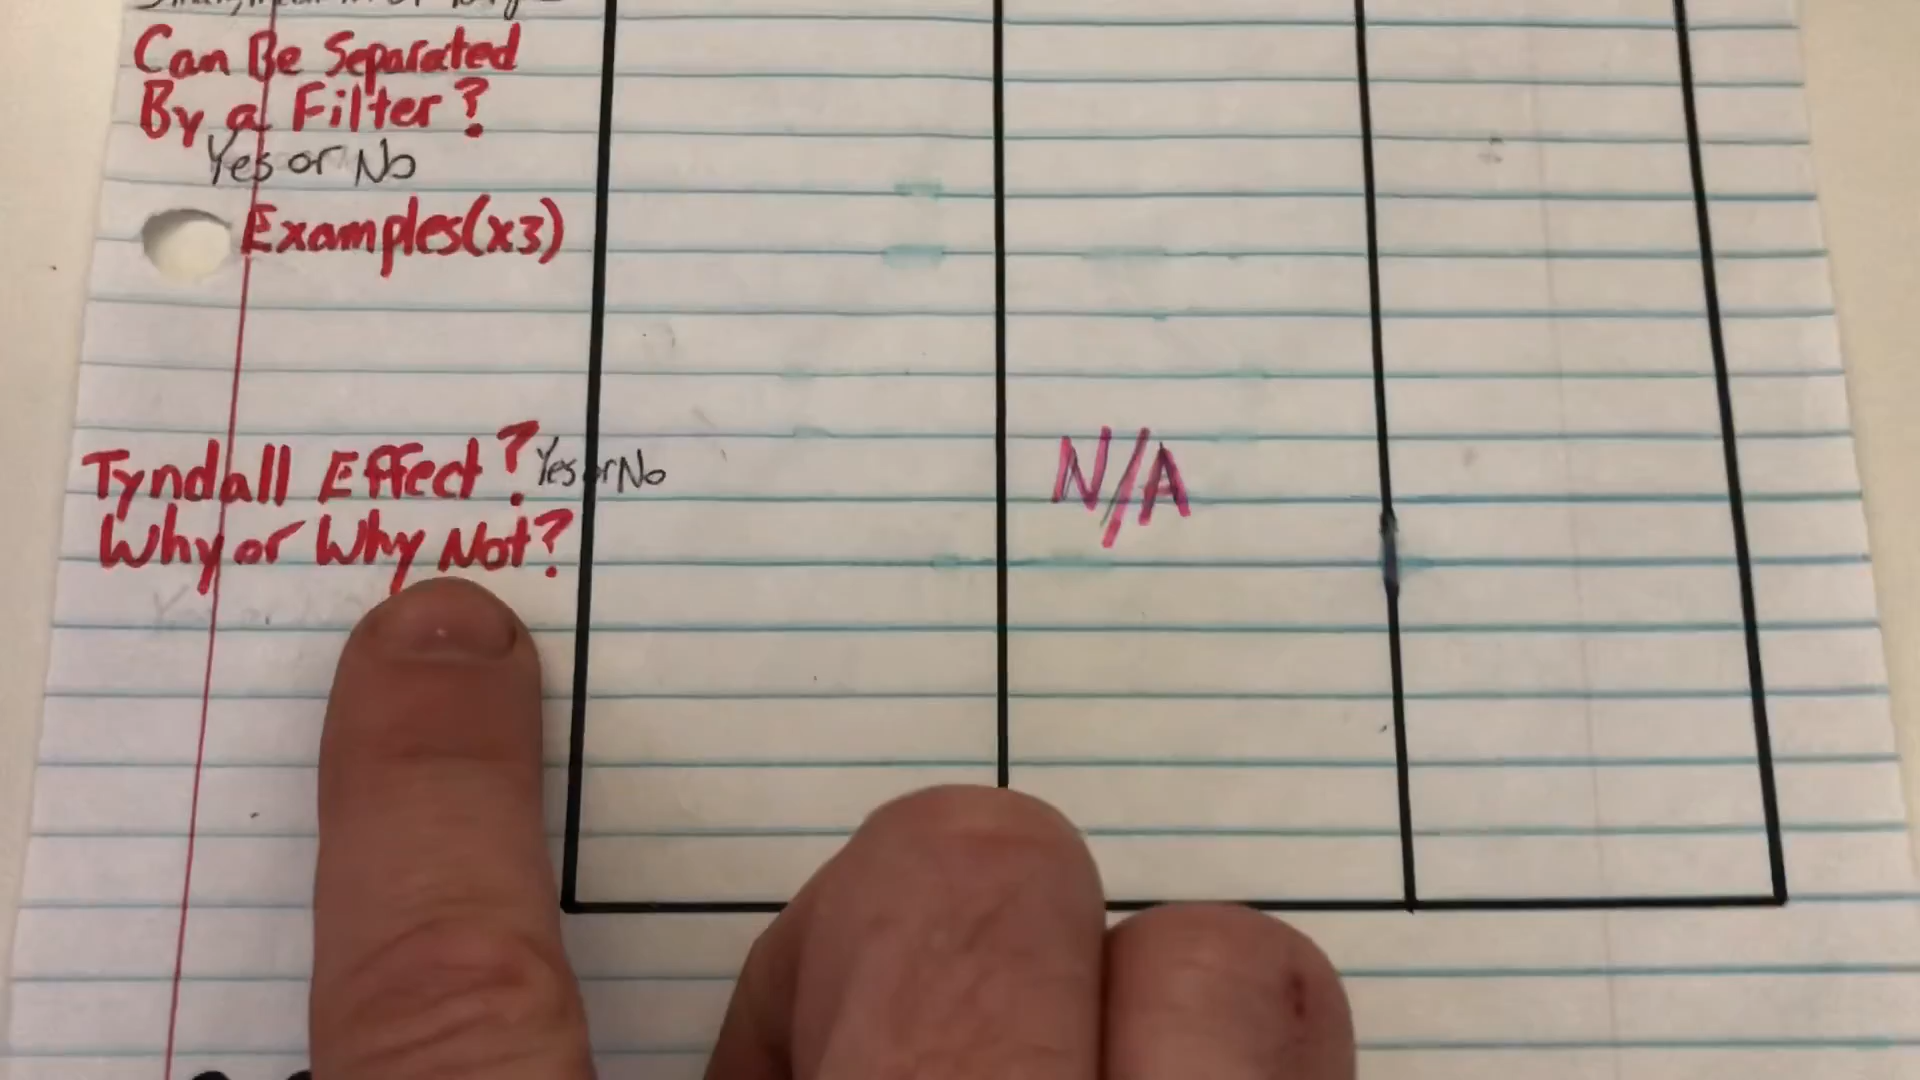 Can Be Separated
By a Filter?
Yes or No
Examples(x3)
Tyndall Effect? Yes or No
N/A
Why or Why Not?